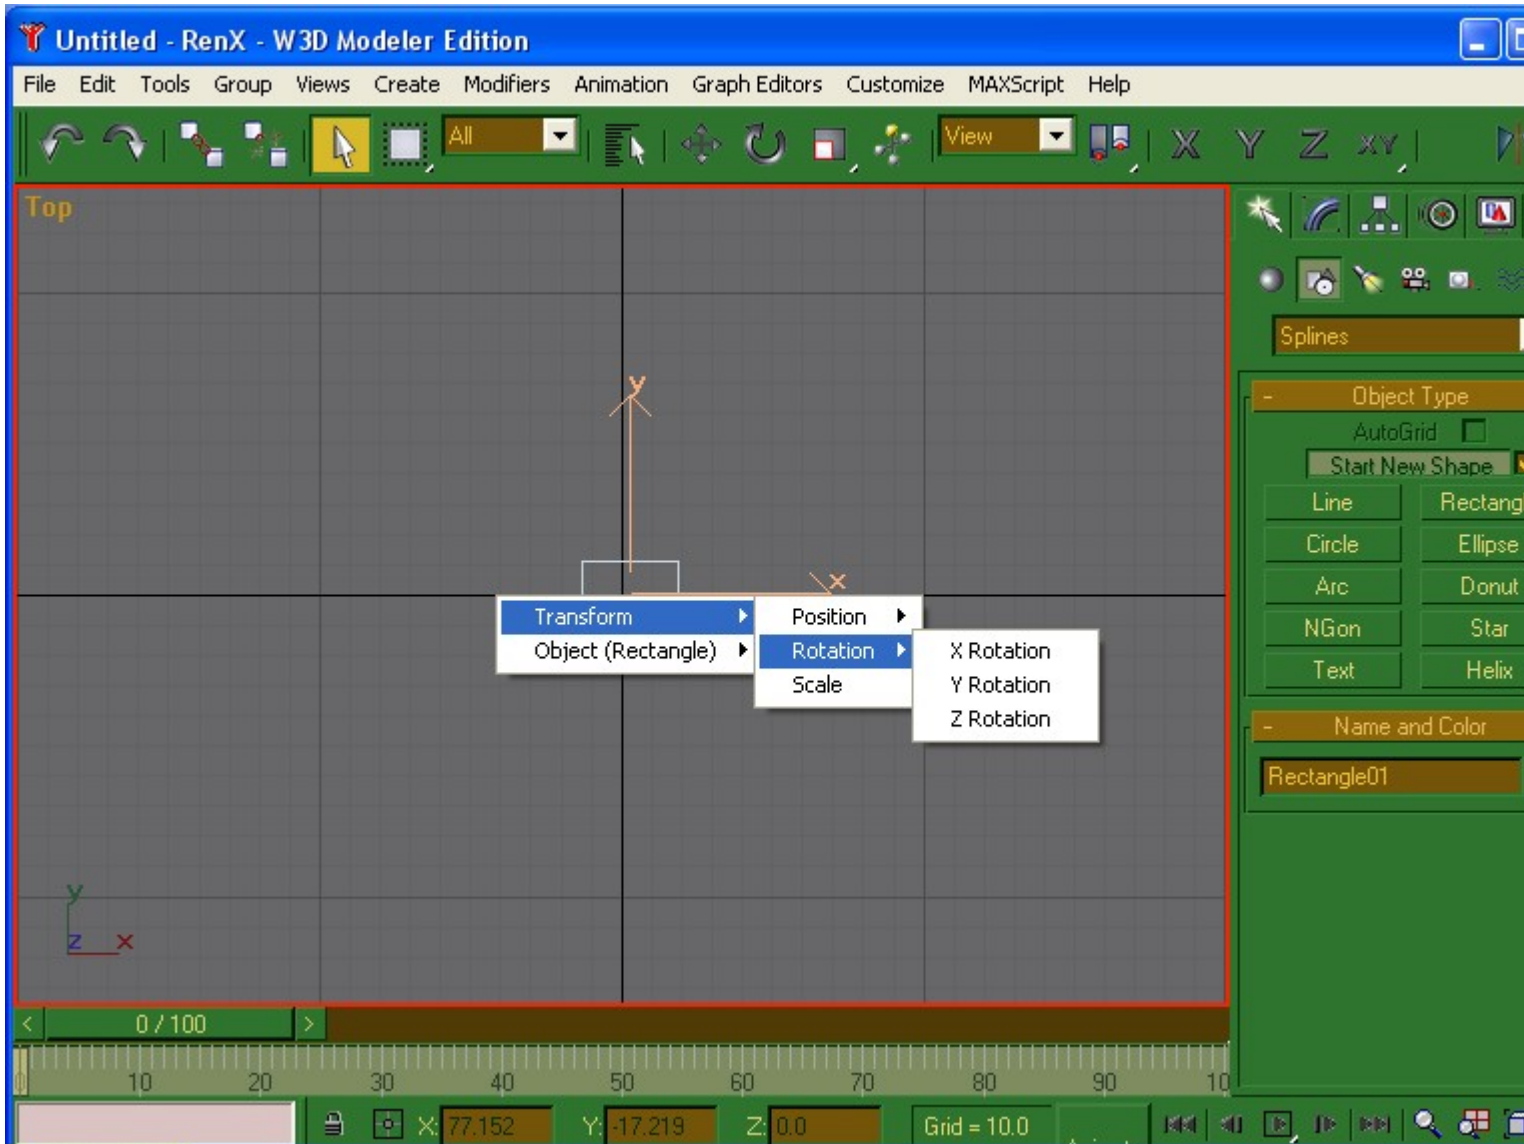 Untitled - RenX - W3D Modeler Edition
File Edit Tools Group Views Create Modifiers Animation Graph Editors Customize MAXScript Help
All View X Y Z XY
Top
Splines
- Object Type
AutoGrid
Start New Shape
Line Rectang
Circle Ellipse
Arc Donut
NGon Star
Text Helix
- Name and Color
Rectangle01
y
x
Transform
Object (Rectangle)
Position
Rotation
Scale
X Rotation
Y Rotation
Z Rotation
y
z x
< 0 / 100 >
0 10 20 30 40 50 60 70 80 90 10
X: 77.152 Y: -17.219 Z: 0.0 Grid = 10.0